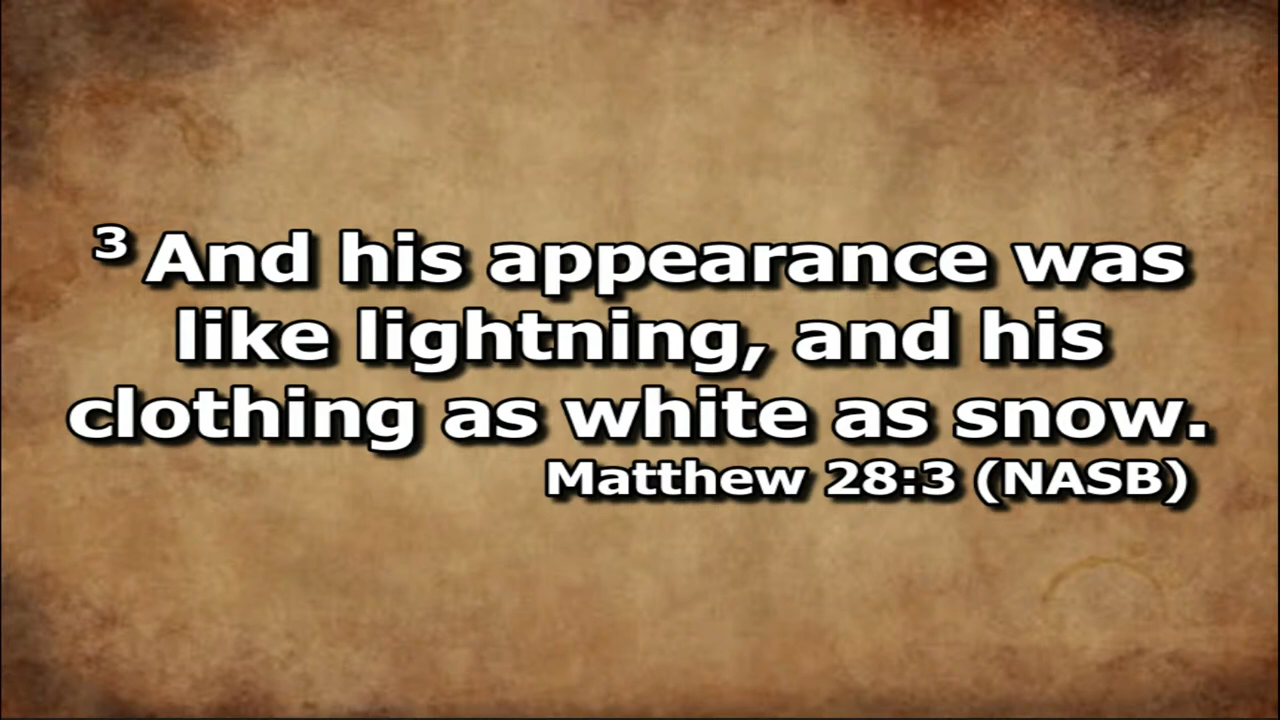 ³ And his appearance was
like lightning, and his
clothing as white as snow.
Matthew 28:3 (NASB)